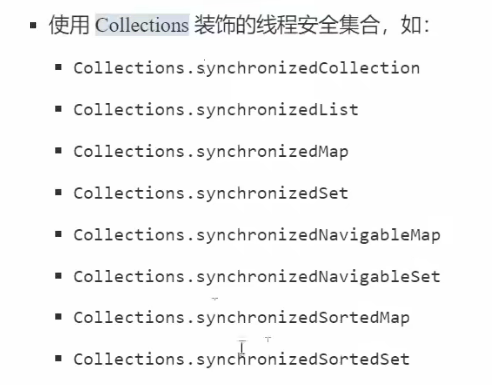 使用 Collections 装饰的线程安全集合，如：
Collections.synchronizedCollection
Collections.synchronizedList
Collections.synchronizedMap
Collections.synchronizedSet
Collections.synchronizedNavigableMap
Collections.synchronizedNavigableSet
Collections.synchronizedSortedMap
Collections.synchronizedSortedSet